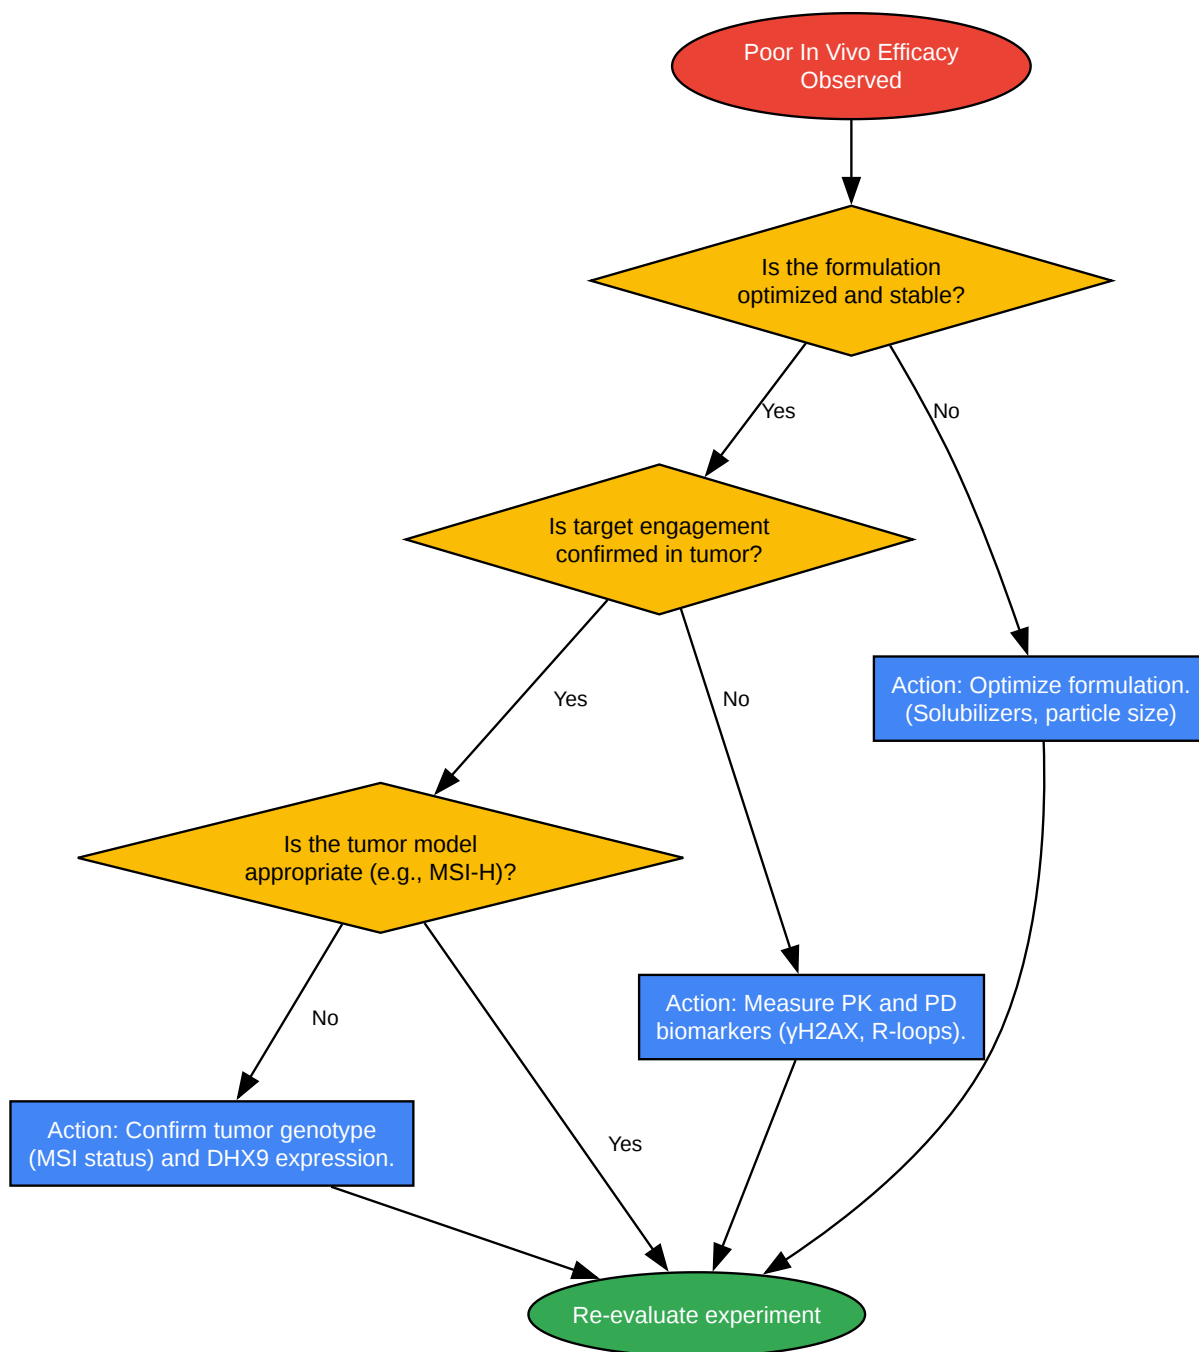 Poor In Vivo Efficacy
Observed
Is the formulation
optimized and stable?
Yes
No
Is target engagement
confirmed in tumor?
Yes
No
Action: Optimize formulation.
(Solubilizers, particle size)
Is the tumor model
appropriate (e.g., MSI-H)?
No
Yes
Action: Measure PK and PD
biomarkers (γH2AX, R-loops).
Action: Confirm tumor genotype
(MSI status) and DHX9 expression.
Re-evaluate experiment